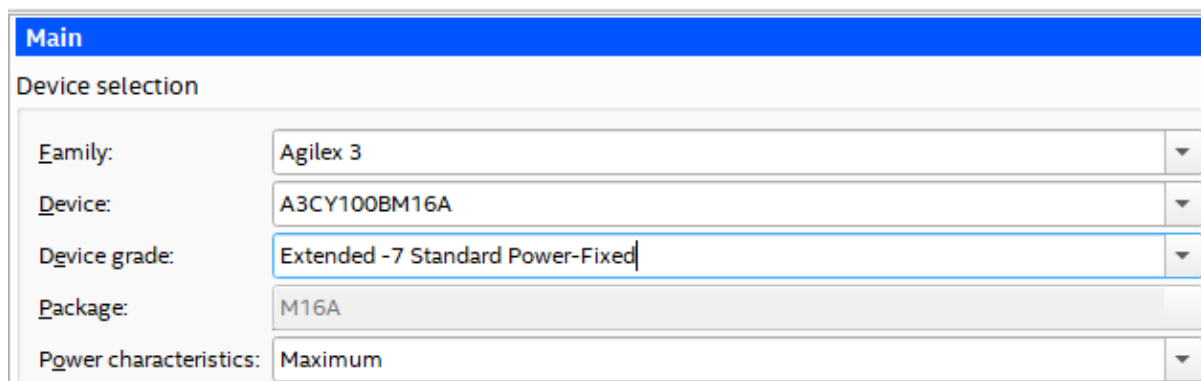 Main
Device selection
Family: Agilex 3
Device: A3CY100BM16A
Device grade: Extended -7 Standard Power-Fixed
Package: M16A
Power characteristics: Maximum